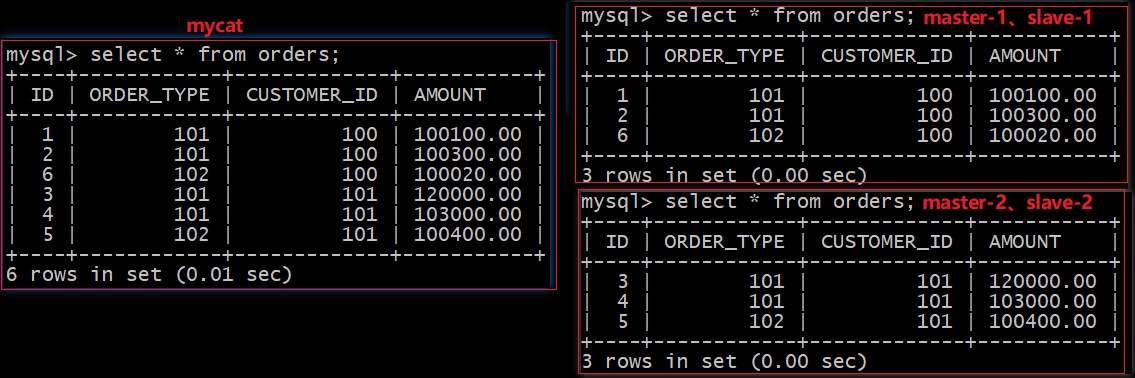 mycat
mysql> select * from orders;
+----+------------+-------------+-----------+
| ID | ORDER_TYPE | CUSTOMER_ID | AMOUNT    |
+----+------------+-------------+-----------+
|  1 |        101 |         100 | 100100.00 |
|  2 |        101 |         100 | 100300.00 |
|  6 |        102 |         100 | 100020.00 |
|  3 |        101 |         101 | 120000.00 |
|  4 |        101 |         101 | 103000.00 |
|  5 |        102 |         101 | 100400.00 |
+----+------------+-------------+-----------+
6 rows in set (0.01 sec)
mysql> select * from orders; master-1、slave-1
+----+------------+-------------+-----------+
| ID | ORDER_TYPE | CUSTOMER_ID | AMOUNT    |
+----+------------+-------------+-----------+
|  1 |        101 |         100 | 100100.00 |
|  2 |        101 |         100 | 100300.00 |
|  6 |        102 |         100 | 100020.00 |
+----+------------+-------------+-----------+
3 rows in set (0.00 sec)
mysql> select * from orders; master-2、slave-2
+----+------------+-------------+-----------+
| ID | ORDER_TYPE | CUSTOMER_ID | AMOUNT    |
+----+------------+-------------+-----------+
|  3 |        101 |         101 | 120000.00 |
|  4 |        101 |         101 | 103000.00 |
|  5 |        102 |         101 | 100400.00 |
+----+------------+-------------+-----------+
3 rows in set (0.00 sec)